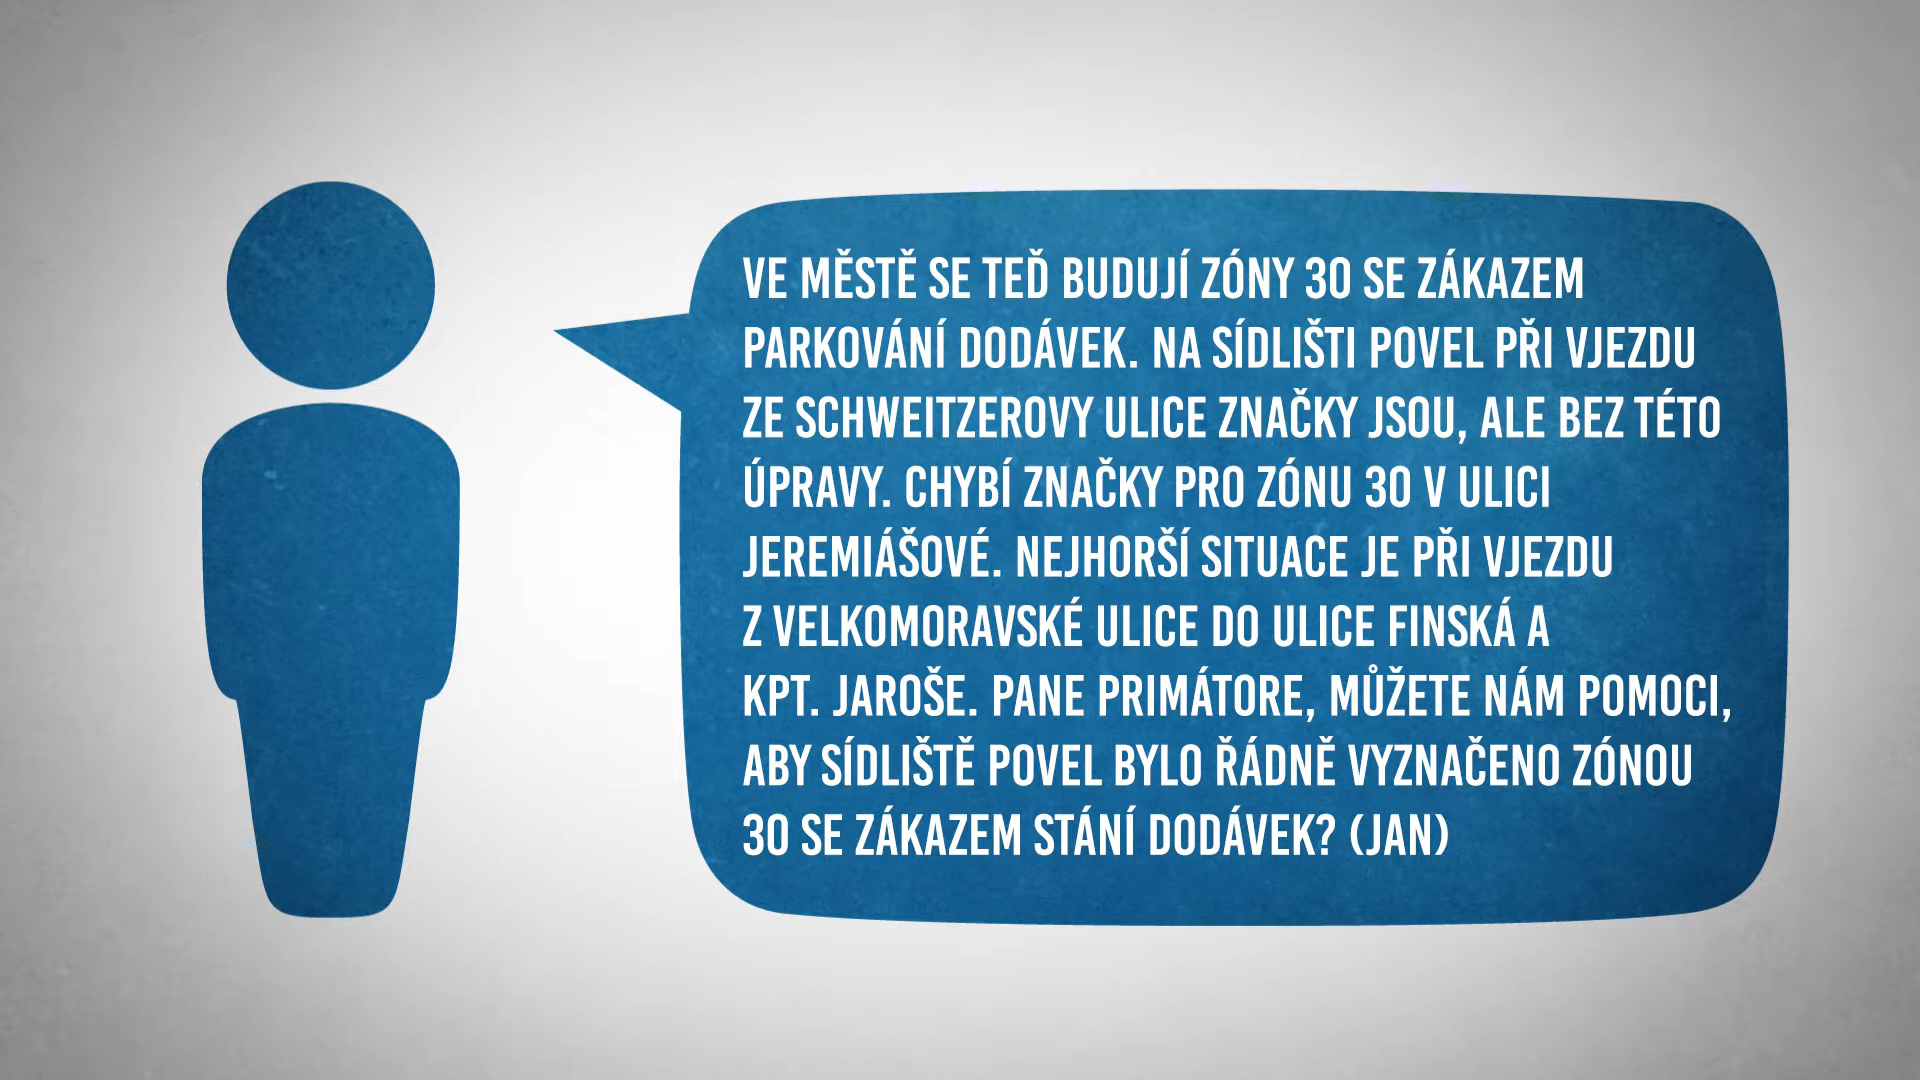 VE MĚSTĚ SE TEĎ BUDUJÍ ZÓNY 30 SE ZÁKAZEM
PARKOVÁNÍ DODÁVEK. NA SÍDLIŠTI POVEL PŘI VJEZDU
ZE SCHWEITZEROVY ULICE ZNAČKY JSOU, ALE BEZ TÉTO
ÚPRAVY. CHYBÍ ZNAČKY PRO ZÓNU 30 V ULICI
JEREMIÁŠOVÉ. NEJHORŠÍ SITUACE JE PŘI VJEZDU
Z VELKOMORAVSKÉ ULICE DO ULICE FINSKÁ A
KPT. JAROŠE. PANE PRIMÁTORE, MŮŽETE NÁM POMOCI,
ABY SÍDLIŠTĚ POVEL BYLO ŘÁDNĚ VYZNAČENO ZÓNOU
30 SE ZÁKAZEM STÁNÍ DODÁVEK? (JAN)